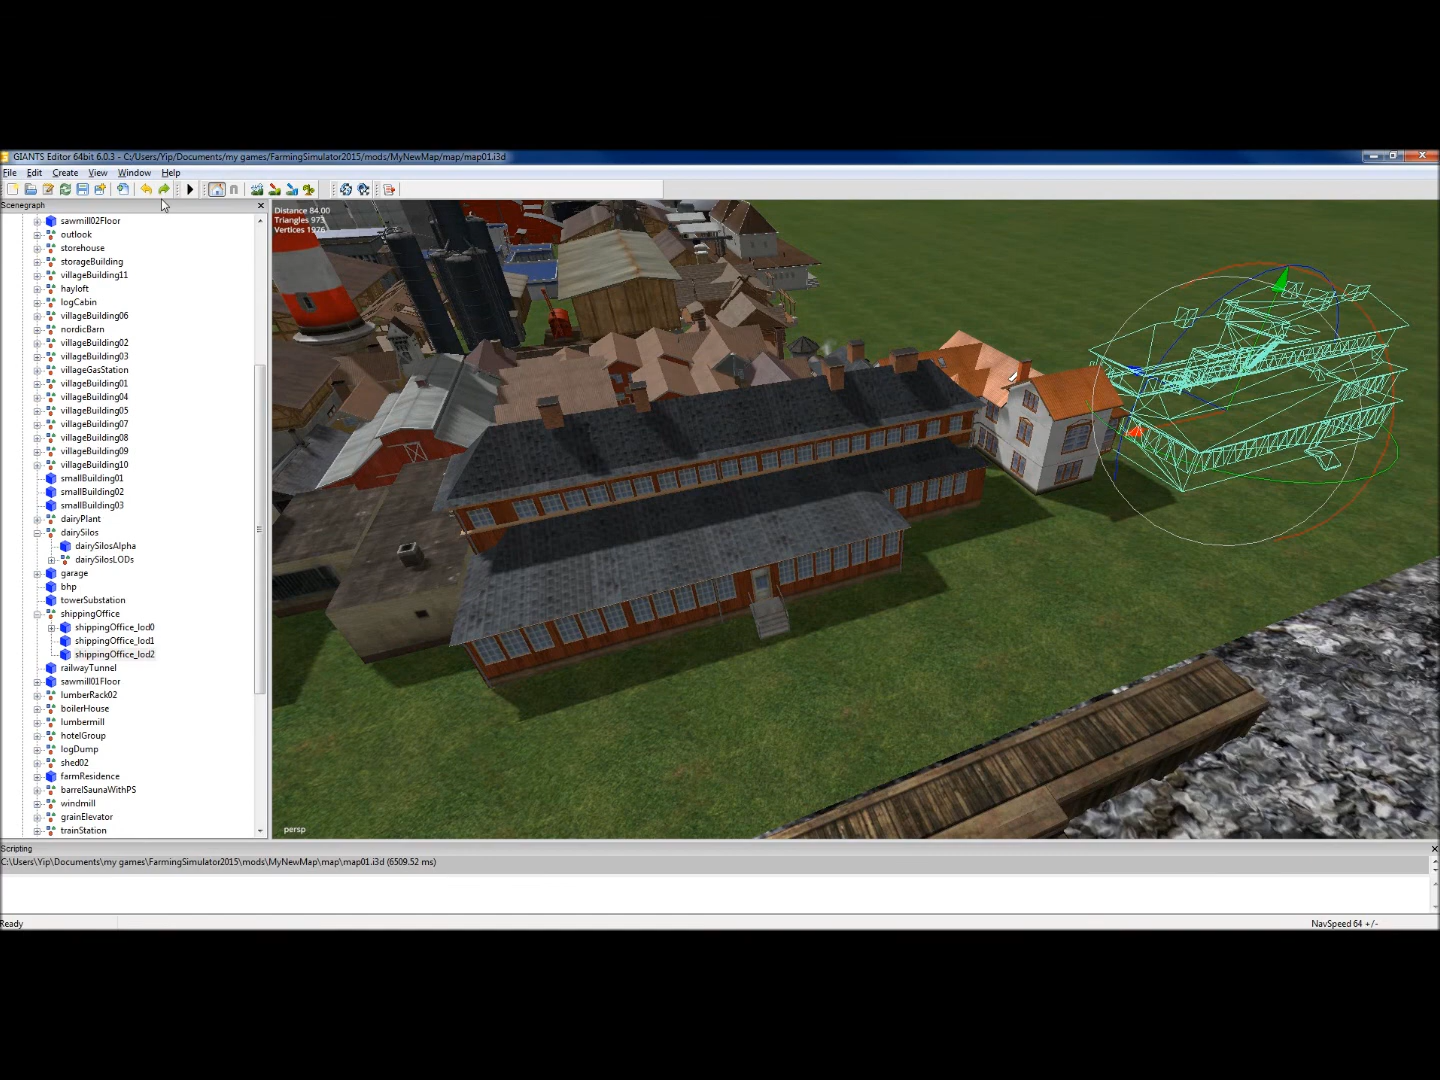 GIANTS Editor 64bit 6.0.3 - C:/Users/Yip/Documents/my games/FarmingSimulator2015/mods/MyNewMap/map/map01.i3d
File Edit Create View Window Help
Scenegraph
sawmill02Floor
outlook
storehouse
storageBuilding
villageBuilding11
hayloft
logCabin
villageBuilding06
nordicBarn
villageBuilding02
villageBuilding03
villageGasStation
villageBuilding01
villageBuilding04
villageBuilding05
villageBuilding07
villageBuilding08
villageBuilding09
villageBuilding10
smallBuilding01
smallBuilding02
smallBuilding03
dairyPlant
dairySilos
dairySilosAlpha
dairySilosLODs
garage
bhp
towerSubstation
shippingOffice
shippingOffice_lod0
shippingOffice_lod1
shippingOffice_lod2
railwayTunnel
sawmill01Floor
lumberRack02
boilerHouse
lumbermill
hotelGroup
logDump
shed02
farmResidence
barrelSaunaWithPS
windmill
grainElevator
trainStation
Distance 84.00
Triangles 973
Vertices 1926
persp
Scripting
C:\Users\Yip\Documents\my games\FarmingSimulator2015\mods\MyNewMap\map\map01.i3d (6509.52 ms)
Ready
NavSpeed 64 +/-